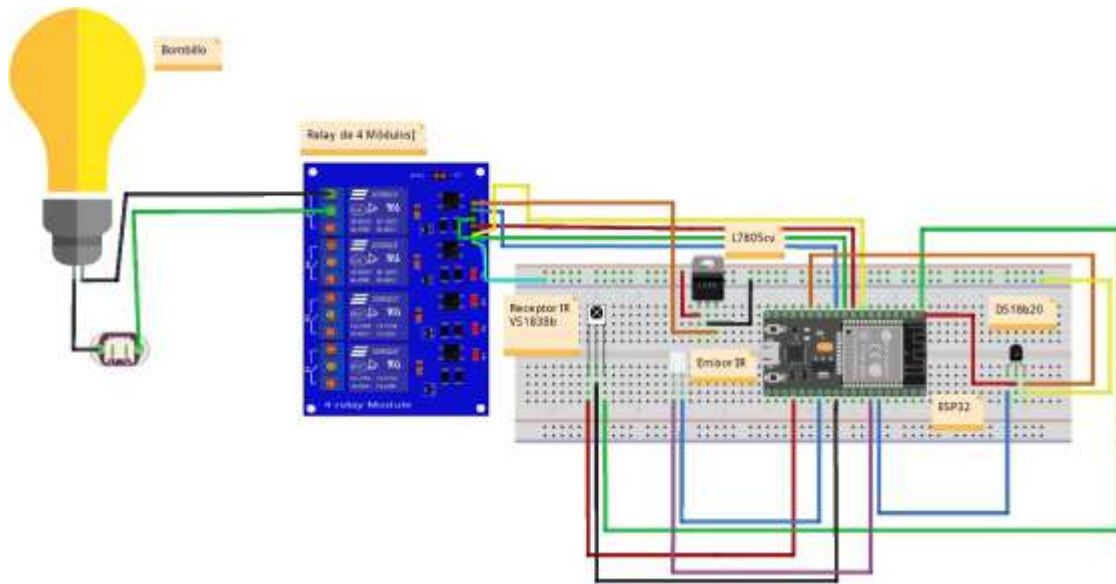 Bombillo
Relay de 4 Módulos[
L7805cv
Receptor IR
VS1838b
DS18b20
Emisor IR
ESP32
4 relay Module